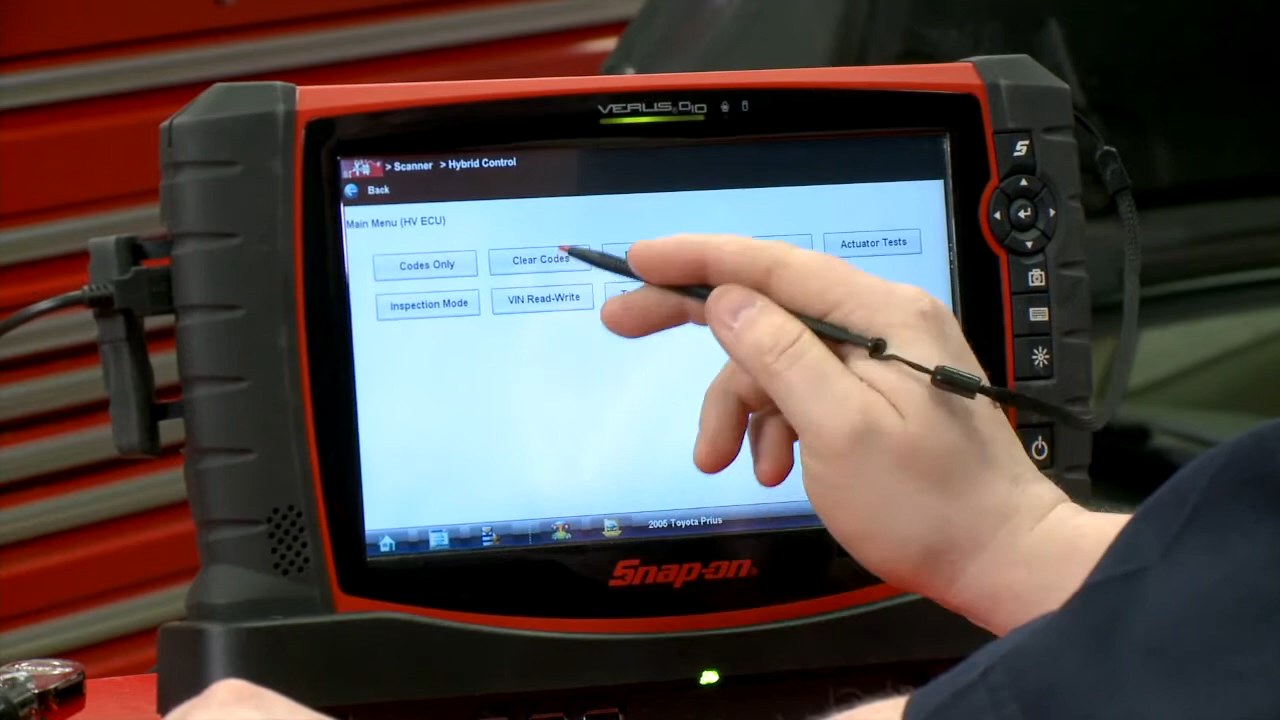 VERUS D10
> Scanner > Hybrid Control
Back
Main Menu (HV ECU)
Codes Only
Clear Codes
Actuator Tests
Inspection Mode
VIN Read-Write
2005 Toyota Prius
Snap-on